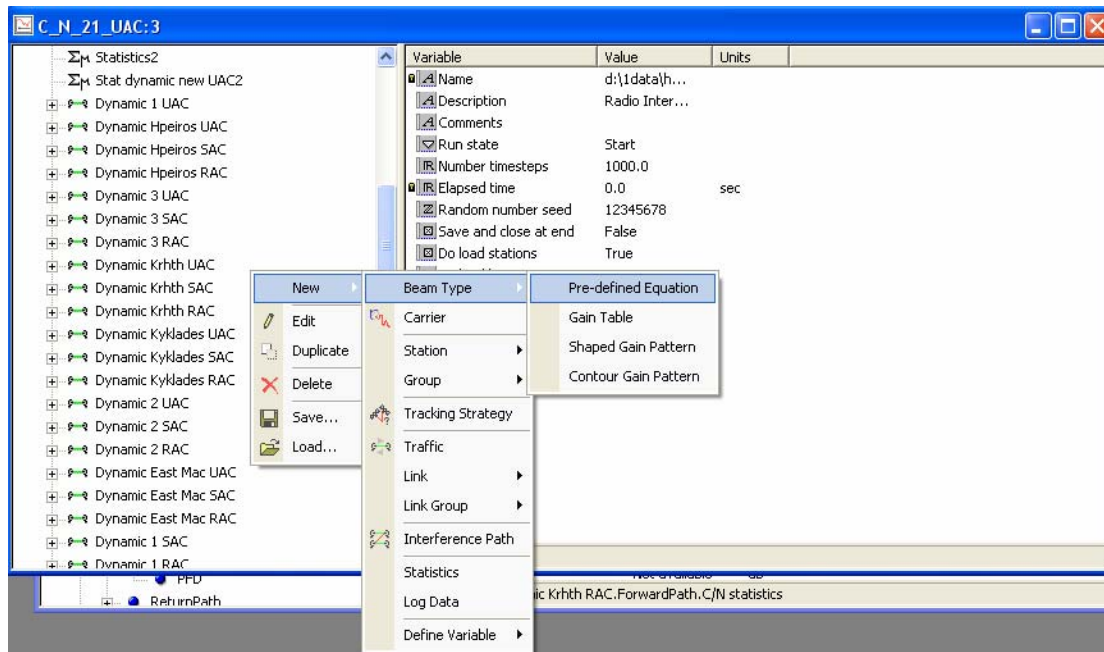 C_N_21_UAC:3
Statistics2
Stat dynamic new UAC2
Dynamic 1 UAC
Dynamic Hpeiros UAC
Dynamic Hpeiros SAC
Dynamic Hpeiros RAC
Dynamic 3 UAC
Dynamic 3 SAC
Dynamic 3 RAC
Dynamic Krhth UAC
Dynamic Krhth SAC
Dynamic Krhth RAC
Dynamic Kyklades UAC
Dynamic Kyklades SAC
Dynamic Kyklades RAC
Dynamic 2 UAC
Dynamic 2 SAC
Dynamic 2 RAC
Dynamic East Mac UAC
Dynamic East Mac SAC
Dynamic East Mac RAC
Dynamic 1 SAC
Dynamic 1 RAC
Variable Value Units
Name d:\1data\h...
Description Radio Inter...
Comments
Run state Start
Number timesteps 1000.0
Elapsed time 0.0 sec
Random number seed 12345678
Save and close at end False
Do load stations True
New
Edit
Duplicate
Delete
Save...
Load...
Beam Type
Carrier
Station
Group
Tracking Strategy
Traffic
Link
Link Group
Interference Path
Statistics
Log Data
Define Variable
Pre-defined Equation
Gain Table
Shaped Gain Pattern
Contour Gain Pattern
PFD
ReturnPath
ic Krhth RAC.ForwardPath.C/N statistics